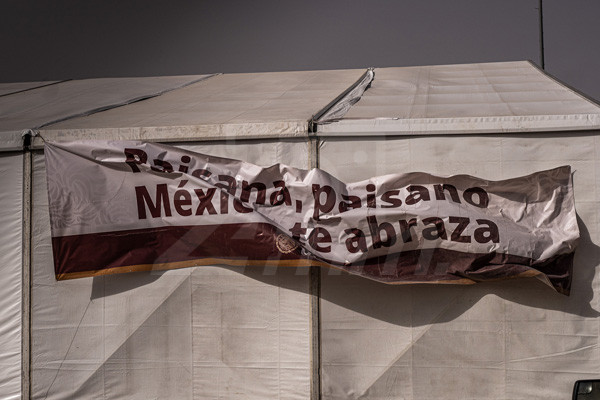 Paisana, paisano
México te abraza